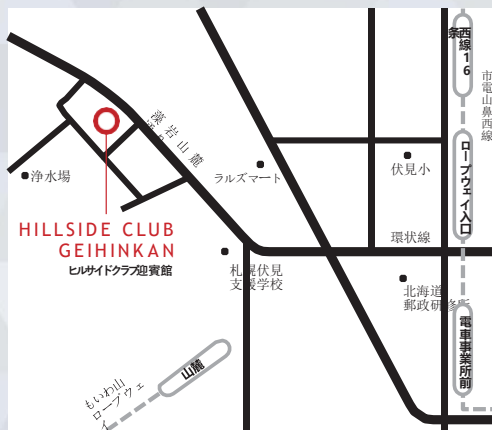 西線16
条
市電山鼻西線
ロープウェイ入口
電車事業所前
藻岩山麓
浄水場
ラルズマート
伏見小
HILLSIDE CLUB
GEIHINKAN
ヒルサイドクラブ迎賓館
環状線
札幌伏見
支援学校
北海道
郵政研修所
山麓
もいわ山
ロープウェ
イ